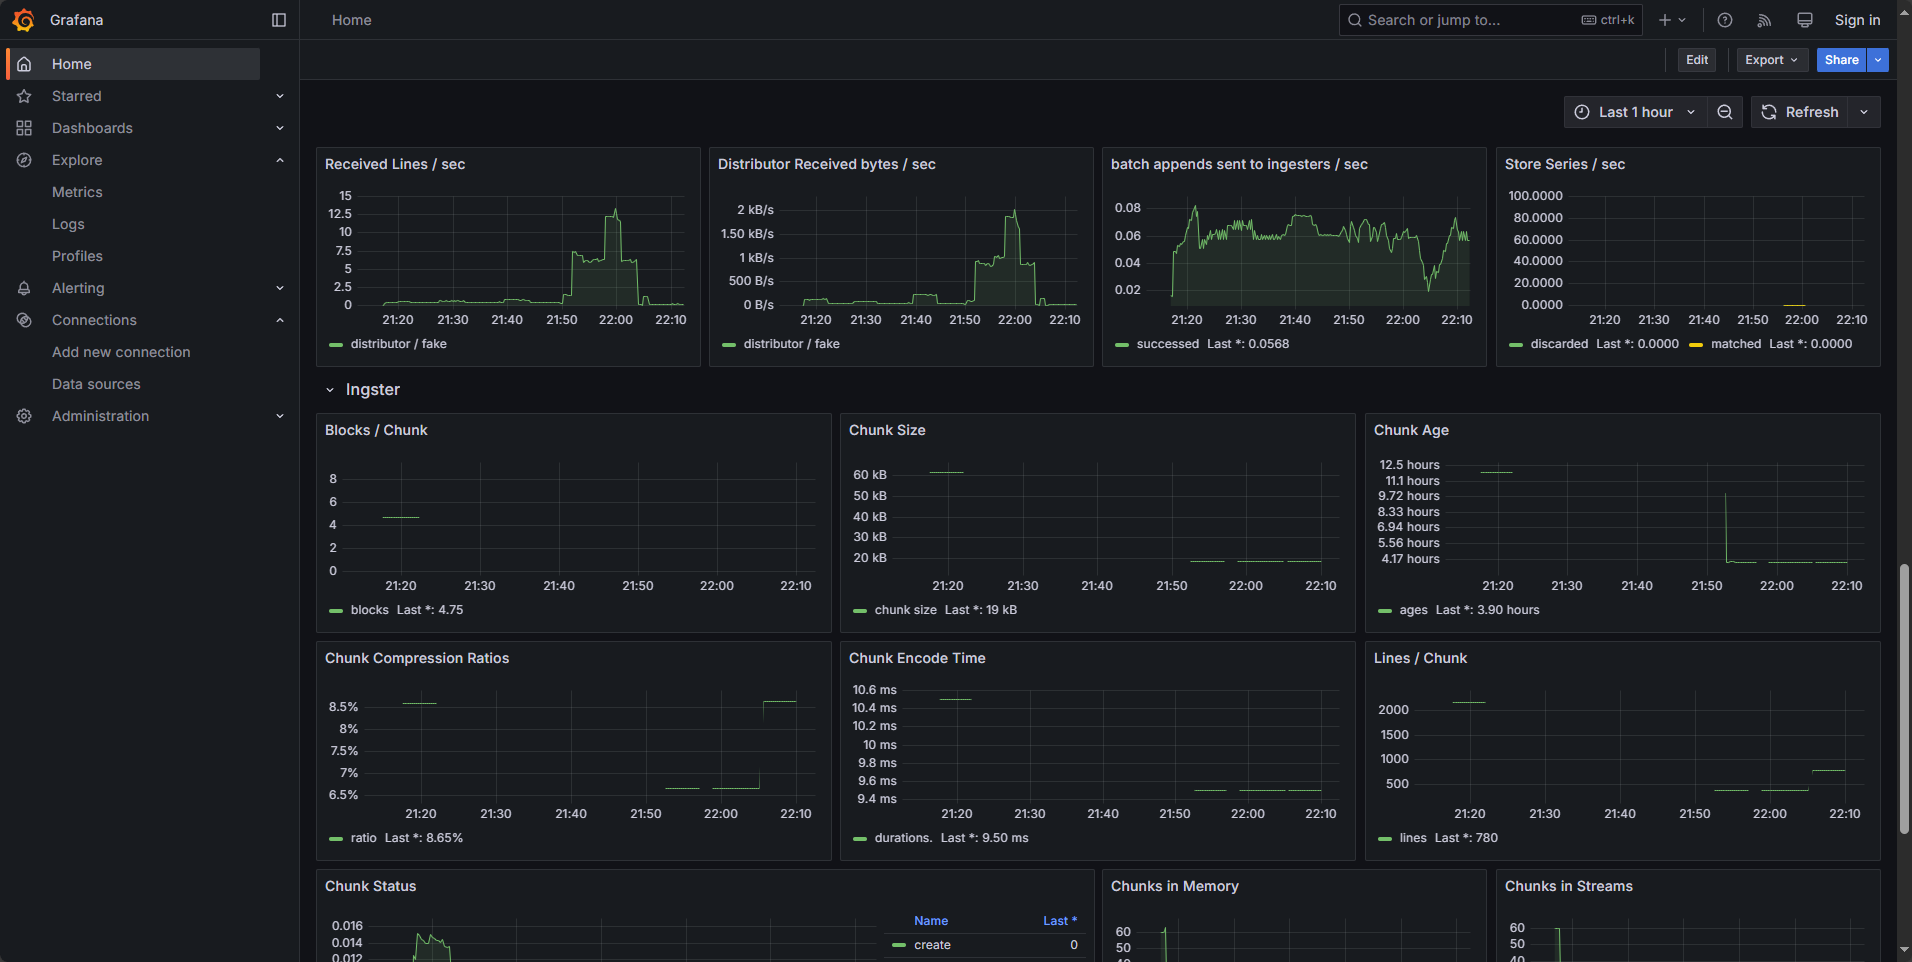 Grafana
Home
Search or jump to...
ctrl+k
Sign in
Edit
Export
Share
Home
Starred
Dashboards
Explore
Metrics
Logs
Profiles
Alerting
Connections
Add new connection
Data sources
Administration
Last 1 hour
Refresh
Received Lines / sec
15
12.5
10
7.5
5
2.5
0
21:20 21:30 21:40 21:50 22:00 22:10
distributor / fake
Distributor Received bytes / sec
2 kB/s
1.50 kB/s
1 kB/s
500 B/s
0 B/s
21:20 21:30 21:40 21:50 22:00 22:10
distributor / fake
batch appends sent to ingesters / sec
0.08
0.06
0.04
0.02
21:20 21:30 21:40 21:50 22:00 22:10
successed Last *: 0.0568
Store Series / sec
100.0000
80.0000
60.0000
40.0000
20.0000
0.0000
21:20 21:30 21:40 21:50 22:00 22:10
discarded Last *: 0.0000 matched Last *: 0.0000
Ingster
Blocks / Chunk
8
6
4
2
0
21:20 21:30 21:40 21:50 22:00 22:10
blocks Last *: 4.75
Chunk Size
60 kB
50 kB
40 kB
30 kB
20 kB
21:20 21:30 21:40 21:50 22:00 22:10
chunk size Last *: 19 kB
Chunk Age
12.5 hours
11.1 hours
9.72 hours
8.33 hours
6.94 hours
5.56 hours
4.17 hours
21:20 21:30 21:40 21:50 22:00 22:10
ages Last *: 3.90 hours
Chunk Compression Ratios
8.5%
8%
7.5%
7%
6.5%
21:20 21:30 21:40 21:50 22:00 22:10
ratio Last *: 8.65%
Chunk Encode Time
10.6 ms
10.4 ms
10.2 ms
10 ms
9.8 ms
9.6 ms
9.4 ms
21:20 21:30 21:40 21:50 22:00 22:10
durations. Last *: 9.50 ms
Lines / Chunk
2000
1500
1000
500
21:20 21:30 21:40 21:50 22:00 22:10
lines Last *: 780
Chunk Status
0.016
0.014
0.012
Name Last *
create 0
Chunks in Memory
60
50
40
Chunks in Streams
60
50
40